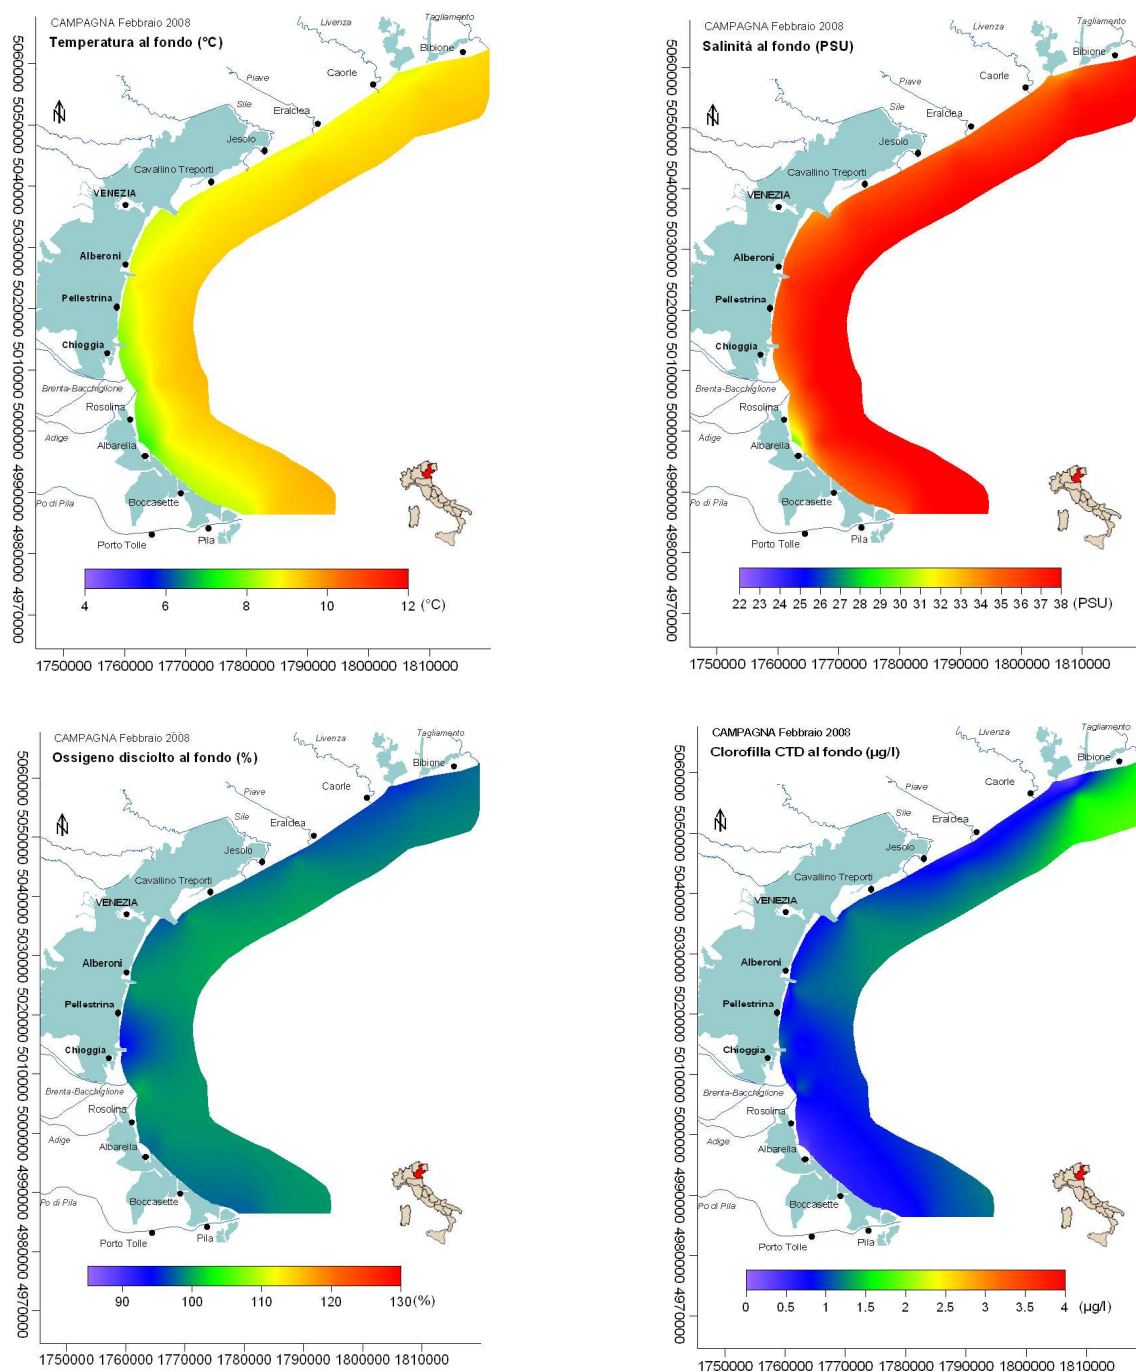 CAMPAGNA Febbraio 2008
Temperatura al fondo (°C)
Livenza
Tagliamento
Bibione
Caorle
Piave
Eraldea
Sile
Jesolo
Cavallino Treporti
VENEZIA
Alberoni
Pellestrina
Chioggia
Brenta-Bacchiglione
Rosolina
Adige
Albarella
Po di Pila
Boccasette
Porto Tolle
Pila
N
5060000
5050000
5040000
5030000
5020000
5010000
5000000
4990000
4980000
4970000
4 6 8 10 12 (°C)
1750000 1760000 1770000 1780000 1790000 1800000 1810000
CAMPAGNA Febbraio 2008
Salinità al fondo (PSU)
Livenza
Tagliamento
Bibione
Caorle
Piave
Eraldea
Sile
Jesolo
Cavallino Treporti
VENEZIA
Alberoni
Pellestrina
Chioggia
Brenta-Bacchiglione
Rosolina
Adige
Albarella
Po di Pila
Boccasette
Porto Tolle
Pila
N
5060000
5050000
5040000
5030000
5020000
5010000
5000000
4990000
4980000
4970000
22 23 24 25 26 27 28 29 30 31 32 33 34 35 36 37 38 (PSU)
1750000 1760000 1770000 1780000 1790000 1800000 1810000
CAMPAGNA Febbraio 2008
Ossigeno disciolto al fondo (%)
Livenza
Tagliamento
Bibione
Caorle
Piave
Eraldea
Sile
Jesolo
Cavallino Treporti
VENEZIA
Alberoni
Pellestrina
Chioggia
Brenta-Bacchiglione
Rosolina
Adige
Albarella
Po di Pila
Boccasette
Porto Tolle
Pila
N
5060000
5050000
5040000
5030000
5020000
5010000
5000000
4990000
4980000
4970000
90 100 110 120 130 (%)
1750000 1760000 1770000 1780000 1790000 1800000 1810000
CAMPAGNA Febbraio 2008
Clorofilla CTD al fondo (µg/l)
Livenza
Tagliamento
Bibione
Caorle
Piave
Eraldea
Sile
Jesolo
Cavallino Treporti
VENEZIA
Alberoni
Pellestrina
Chioggia
Brenta-Bacchiglione
Rosolina
Adige
Albarella
Po di Pila
Boccasette
Porto Tolle
Pila
N
5060000
5050000
5040000
5030000
5020000
5010000
5000000
4990000
4980000
4970000
0 0.5 1 1.5 2 2.5 3 3.5 4 (µg/l)
1750000 1760000 1770000 1780000 1790000 1800000 1810000